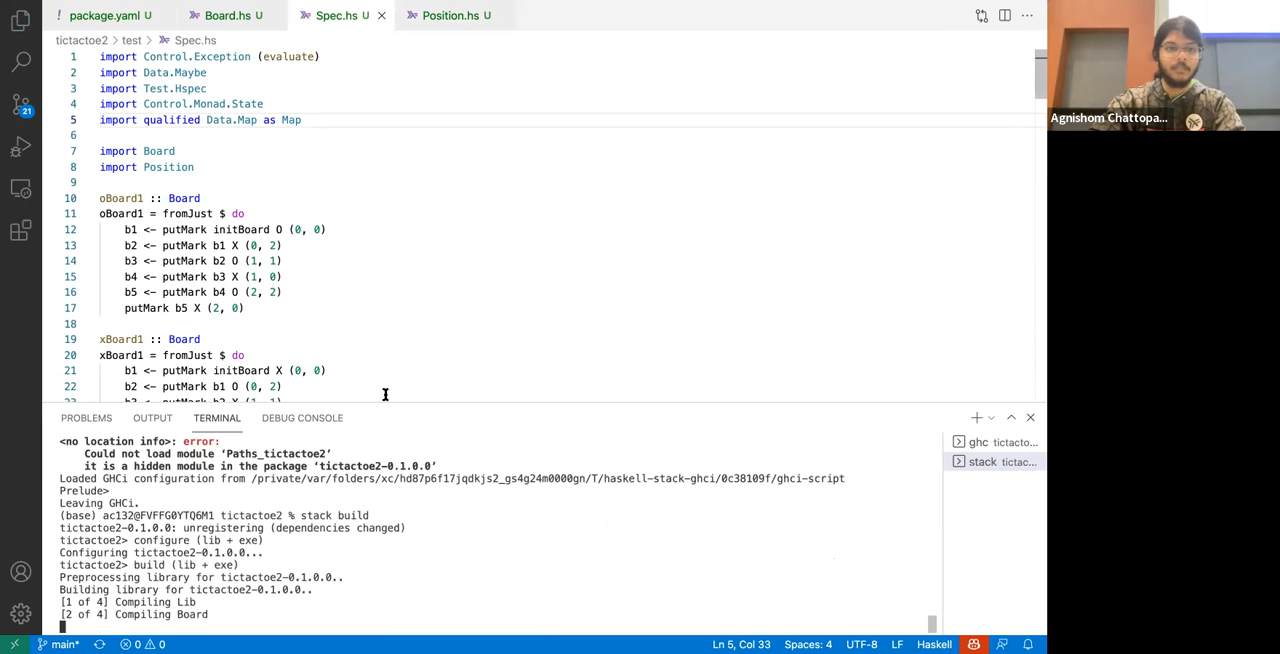 ! package.yaml U
Board.hs U
Spec.hs U
Position.hs U
tictactoe2 > test > Spec.hs
1 import Control.Exception (evaluate)
2 import Data.Maybe
3 import Test.Hspec
4 import Control.Monad.State
5 import qualified Data.Map as Map
6
7 import Board
8 import Position
9
10 oBoard1 :: Board
11 oBoard1 = fromJust $ do
12 b1 <- putMark initBoard O (0, 0)
13 b2 <- putMark b1 X (0, 2)
14 b3 <- putMark b2 O (1, 1)
15 b4 <- putMark b3 X (1, 0)
16 b5 <- putMark b4 O (2, 2)
17 putMark b5 X (2, 0)
18
19 xBoard1 :: Board
20 xBoard1 = fromJust $ do
21 b1 <- putMark initBoard X (0, 0)
22 b2 <- putMark b1 O (0, 2)
21
Agnishom Chattopa...
PROBLEMS OUTPUT TERMINAL DEBUG CONSOLE
<no location info>: error:
Could not load module ‘Paths_tictactoe2’
it is a hidden module in the package ‘tictactoe2-0.1.0.0’
Loaded GHCi configuration from /private/var/folders/xc/hd87p6f17jqdkjs2_gs4g24m0000gn/T/haskell-stack-ghci/0c38109f/ghci-script
Prelude>
Leaving GHCi.
(base) ac132@FVFFG0YTQ6M1 tictactoe2 % stack build
tictactoe2-0.1.0.0: unregistering (dependencies changed)
tictactoe2> configure (lib + exe)
Configuring tictactoe2-0.1.0.0...
tictactoe2> build (lib + exe)
Preprocessing library for tictactoe2-0.1.0.0..
Building library for tictactoe2-0.1.0.0..
[1 of 4] Compiling Lib
[2 of 4] Compiling Board
ghc tictacto...
stack tictac...
main* 0 0 Ln 5, Col 33 Spaces: 4 UTF-8 LF Haskell